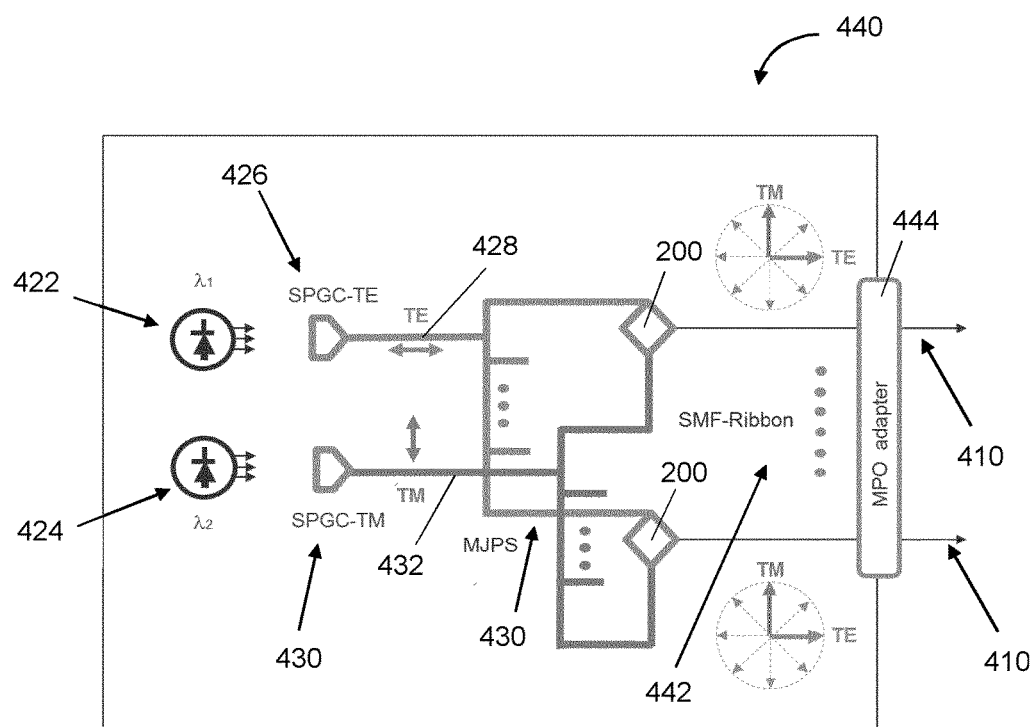 440
426
TM
444
422
λ1
SPGC-TE
428
200
TE
TE
SMF-Ribbon
MPO adapter
410
424
λ2
TM
SPGC-TM
432
MJPS
200
430
430
442
TM
TE
410